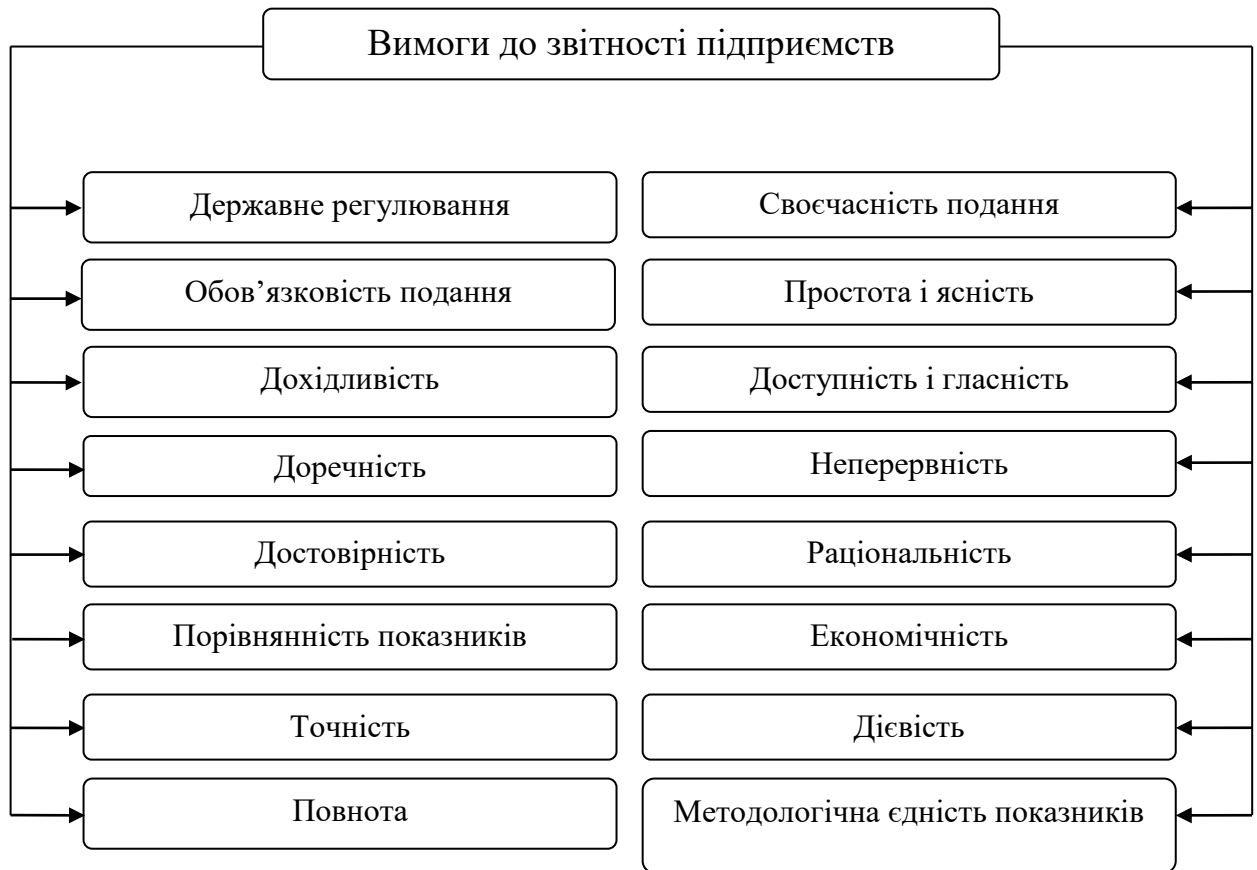 Вимоги до звітності підприємств
Державне регулювання
Обов’язковість подання
Дохідливість
Доречність
Достовірність
Порівнянність показників
Точність
Повнота
Своєчасність подання
Простота і ясність
Доступність і гласність
Неперервність
Раціональність
Економічність
Дієвість
Методологічна єдність показників